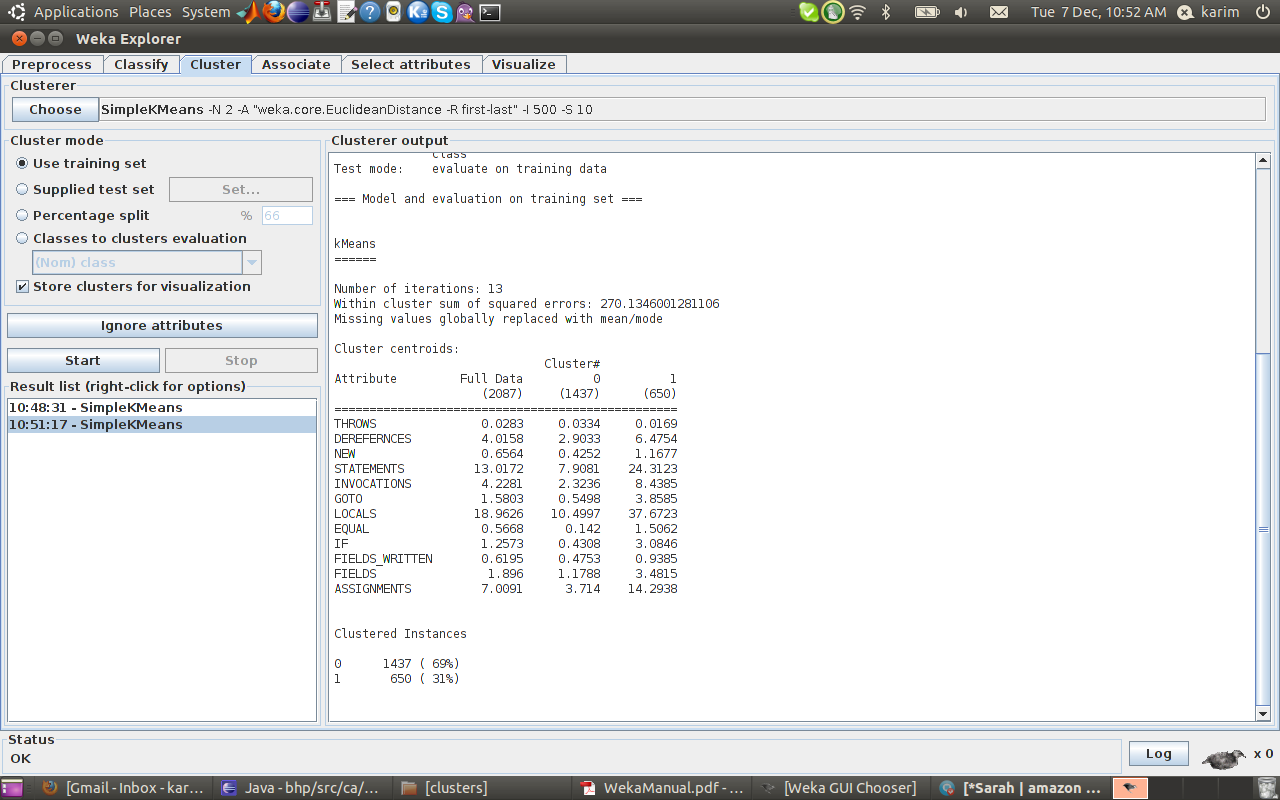 Applications Places System Tue 7 Dec, 10:52 AM karim
Weka Explorer
Preprocess Classify Cluster Associate Select attributes Visualize
Clusterer
Choose SimpleKMeans -N 2 -A "weka.core.EuclideanDistance -R first-last" -I 500 -S 10
Cluster mode
Use training set
Supplied test set Set...
Percentage split % 66
Classes to clusters evaluation
(Nom) class
Store clusters for visualization
Ignore attributes
Start Stop
Result list (right-click for options)
10:48:31 - SimpleKMeans
10:51:17 - SimpleKMeans
Clusterer output
class
Test mode: evaluate on training data
=== Model and evaluation on training set ===
kMeans
======
Number of iterations: 13
Within cluster sum of squared errors: 270.1346001281106
Missing values globally replaced with mean/mode
Cluster centroids:
Cluster#
Attribute Full Data 0 1
(2087) (1437) (650)
=================================================
THROWS 0.0283 0.0334 0.0169
DEREFERNCES 4.0158 2.9033 6.4754
NEW 0.6564 0.4252 1.1677
STATEMENTS 13.0172 7.9081 24.3123
INVOCATIONS 4.2281 2.3236 8.4385
GOTO 1.5803 0.5498 3.8585
LOCALS 18.9626 10.4997 37.6723
EQUAL 0.5668 0.142 1.5062
IF 1.2573 0.4308 3.0846
FIELDS_WRITTEN 0.6195 0.4753 0.9385
FIELDS 1.896 1.1788 3.4815
ASSIGNMENTS 7.0091 3.714 14.2938
Clustered Instances
0 1437 ( 69%)
1 650 ( 31%)
Status
OK
Log x 0
[Gmail - Inbox - kar... Java - bhp/src/ca/... [clusters] WekaManual.pdf - ... [Weka GUI Chooser] [*Sarah | amazon ...